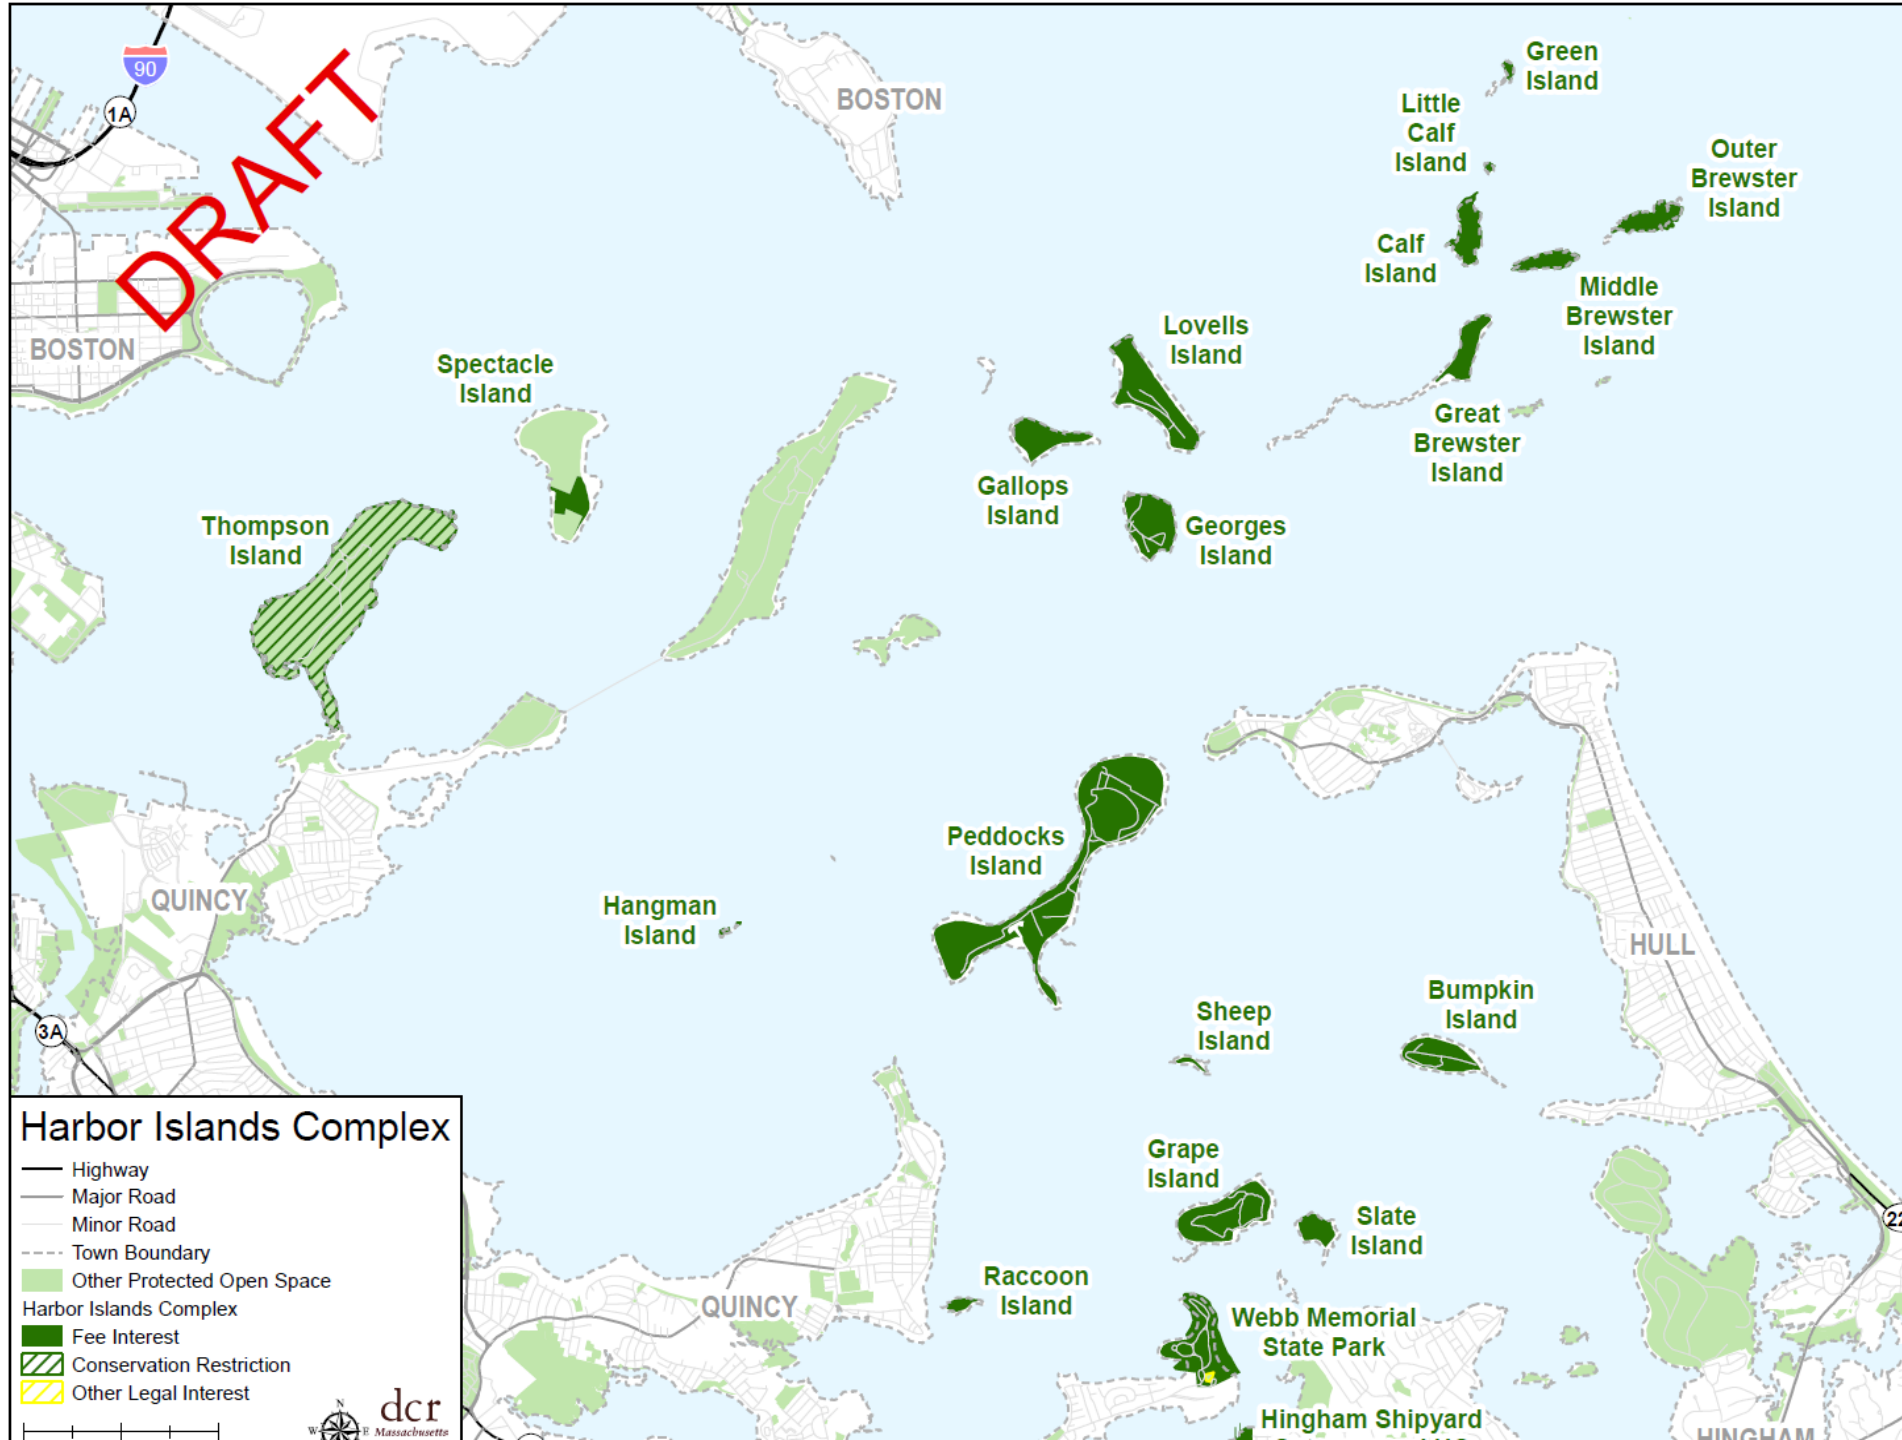 90
1A
DRAFT
BOSTON
Green
Island
Little
Calf
Island
Outer
Brewster
Island
Calf
Island
Middle
Brewster
Island
BOSTON
Lovells
Island
Spectacle
Island
Great
Brewster
Island
Gallops
Island
Thompson
Island
Georges
Island
Peddocks
Island
QUINCY
Hangman
Island
HULL
Bumpkin
Island
Sheep
Island
3A
Grape
Island
Slate
Island
22
Raccoon
Island
QUINCY
Webb Memorial
State Park
Hingham Shipyard
HINGHAM
Harbor Islands Complex
Highway
Major Road
Minor Road
Town Boundary
Other Protected Open Space
Harbor Islands Complex
Fee Interest
Conservation Restriction
Other Legal Interest
N
W E
dcr
Massachusetts